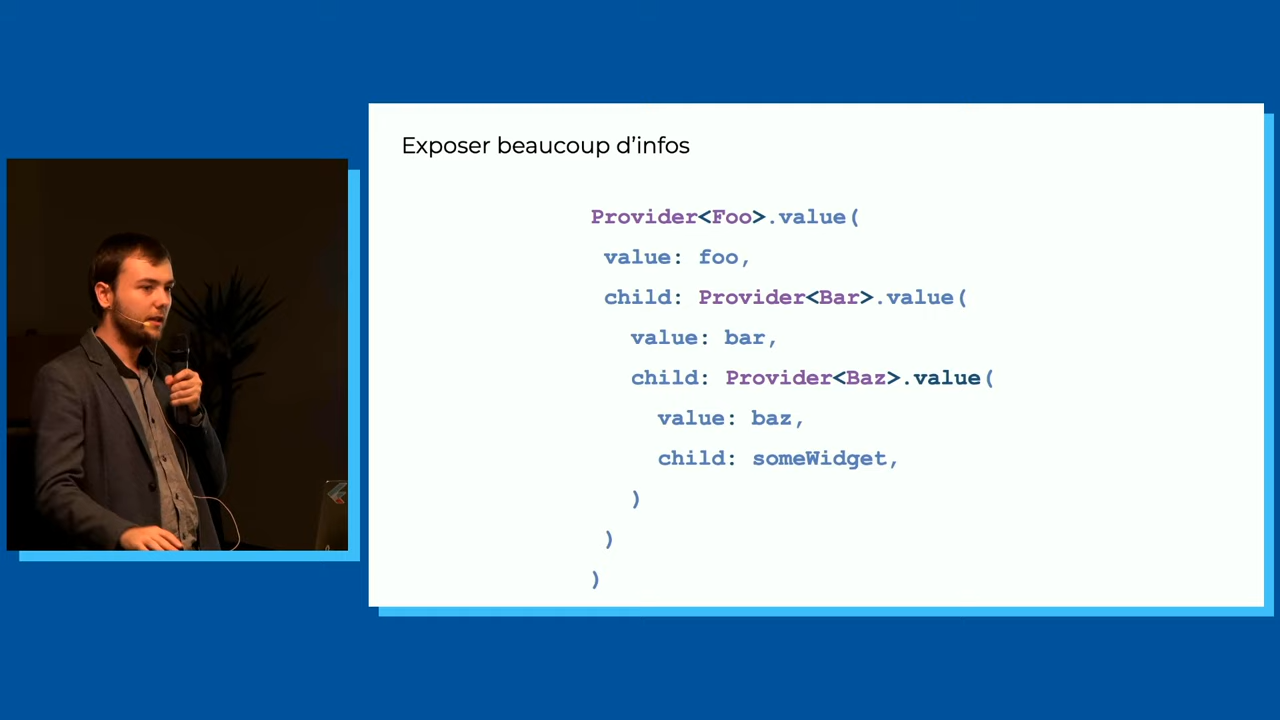 Exposer beaucoup d'infos
Provider<Foo>.value(
value: foo,
child: Provider<Bar>.value(
value: bar,
child: Provider<Baz>.value(
value: baz,
child: someWidget,
)
)
)